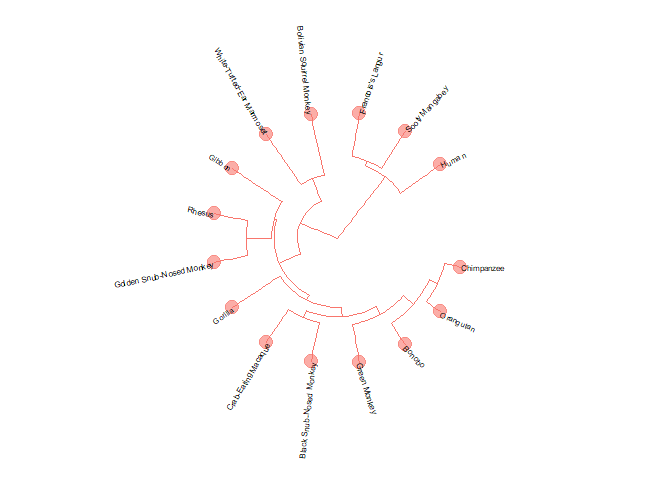 Bolivian Squirrel Monkey
Francois's Langur
White-Tufted-Ear Marmoset
Sooty Mangabey
Gibbon
Human
Rhesus
Golden Snub-Nosed Monkey
Chimpanzee
Gorilla
Orangutan
Crab-Eating Macaque
Bonobo
Black Snub-Nosed Monkey
Green Monkey